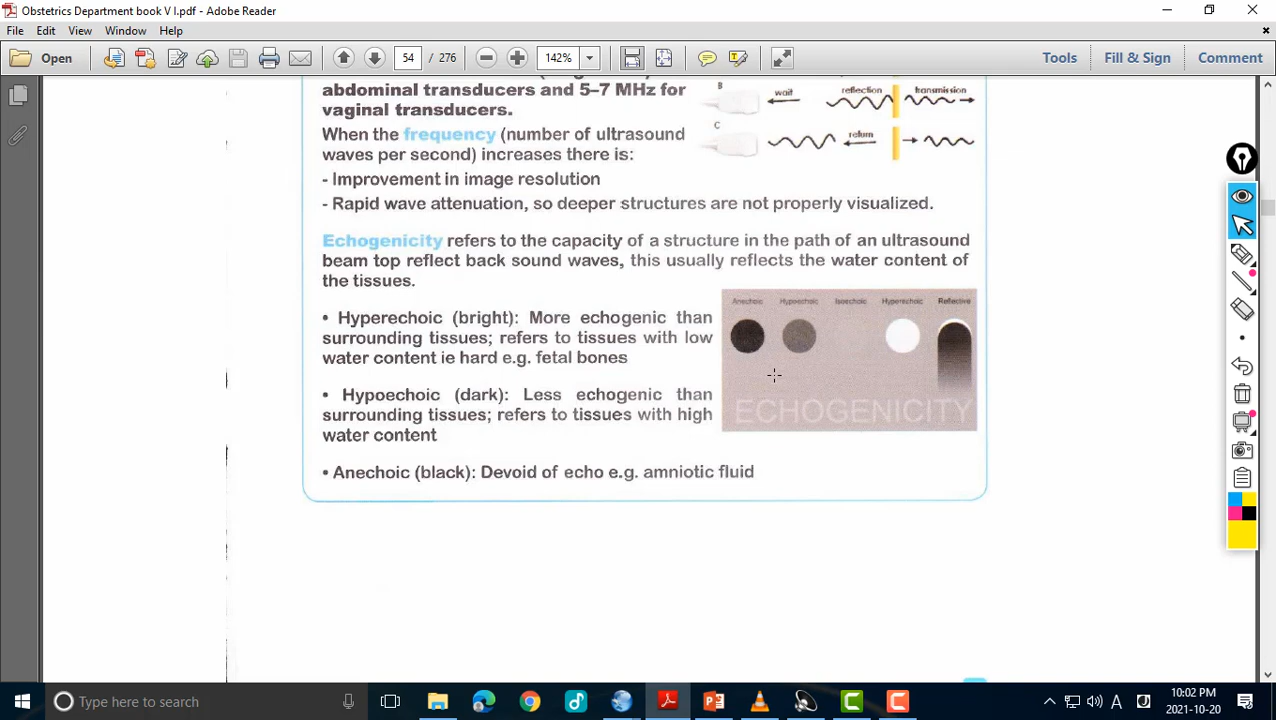 Obstetrics Department book V I.pdf - Adobe Reader
File Edit View Window Help
Open 54 / 276 142% Tools Fill & Sign Comment
abdominal transducers and 5–7 MHz for
vaginal transducers.
B wait reflection transmission
C return
When the frequency (number of ultrasound
waves per second) increases there is:
- Improvement in image resolution
- Rapid wave attenuation, so deeper structures are not properly visualized.
Echogenicity refers to the capacity of a structure in the path of an ultrasound
beam top reflect back sound waves, this usually reflects the water content of
the tissues.
• Hyperechoic (bright): More echogenic than
surrounding tissues; refers to tissues with low
water content ie hard e.g. fetal bones
• Hypoechoic (dark): Less echogenic than
surrounding tissues; refers to tissues with high
water content
• Anechoic (black): Devoid of echo e.g. amniotic fluid
Anechoic Hypoechoic Isoechoic Hyperechoic Reflective
ECHOGENICITY
Type here to search
10:02 PM
2021-10-20